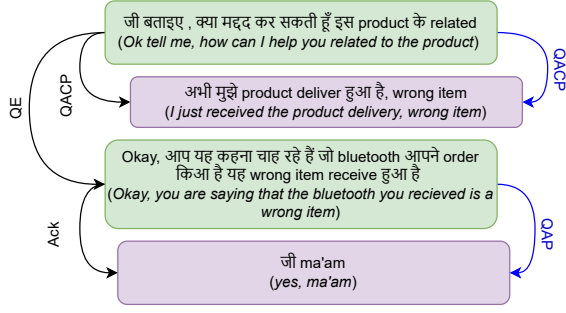 जी बताइए , क्या मद्दद कर सकती हूँ इस product के related
(Ok tell me, how can I help you related to the product)
QACP
QACP
QE
अभी मुझे product deliver हुआ है, wrong item
(I just received the product delivery, wrong item)
Okay, आप यह कहना चाह रहे हैं जो bluetooth आपने order
किआ है यह wrong item receive हुआ है
(Okay, you are saying that the bluetooth you recieved is a
wrong item)
Ack
QAP
जी ma'am
(yes, ma'am)